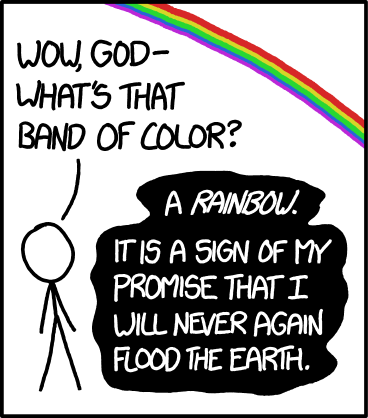 WOW, GOD–
WHAT'S THAT
BAND OF COLOR?
A RAINBOW.
IT IS A SIGN OF MY
PROMISE THAT I
WILL NEVER AGAIN
FLOOD THE EARTH.